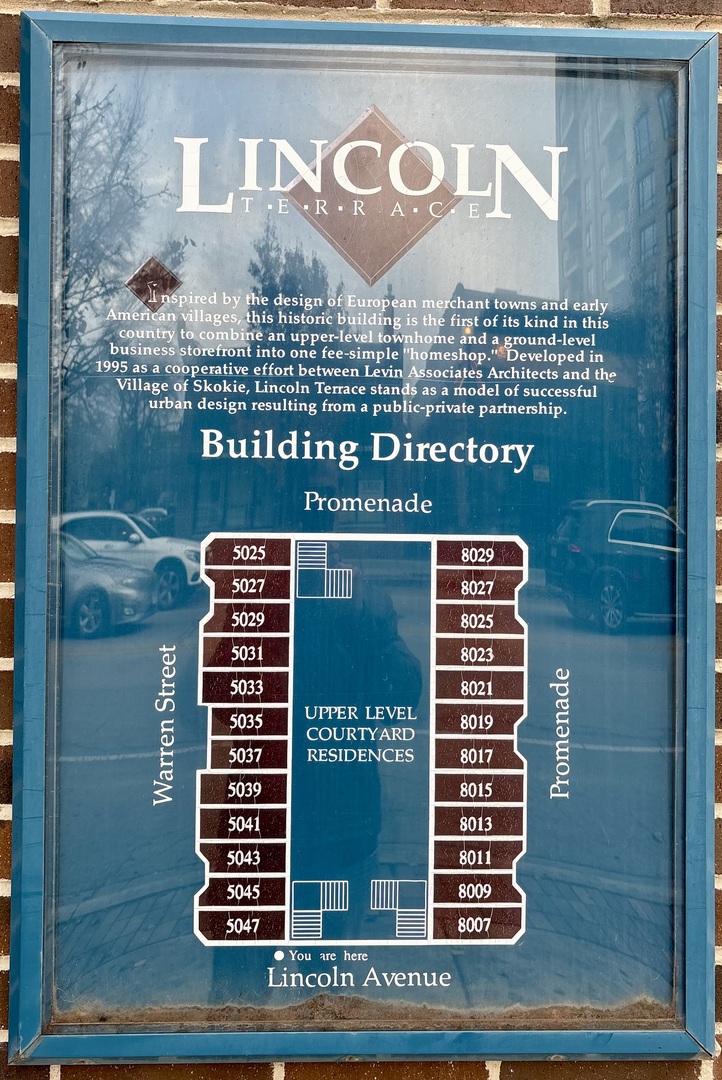 LINCOLN
T·E·R·R·A·C·E
Inspired by the design of European merchant towns and early
American villages, this historic building is the first of its kind in this
country to combine an upper-level townhome and a ground-level
business storefront into one fee-simple "homeshop." Developed in
1995 as a cooperative effort between Levin Associates Architects and the
Village of Skokie, Lincoln Terrace stands as a model of successful
urban design resulting from a public-private partnership.
Building Directory
Promenade
5025 8029
5027 8027
5029 8025
5031 8023
5033 8021
5035 8019
5037 8017
5039 8015
5041 8013
5043 8011
5045 8009
5047 8007
Warren Street
UPPER LEVEL
COURTYARD
RESIDENCES
Promenade
You are here
Lincoln Avenue